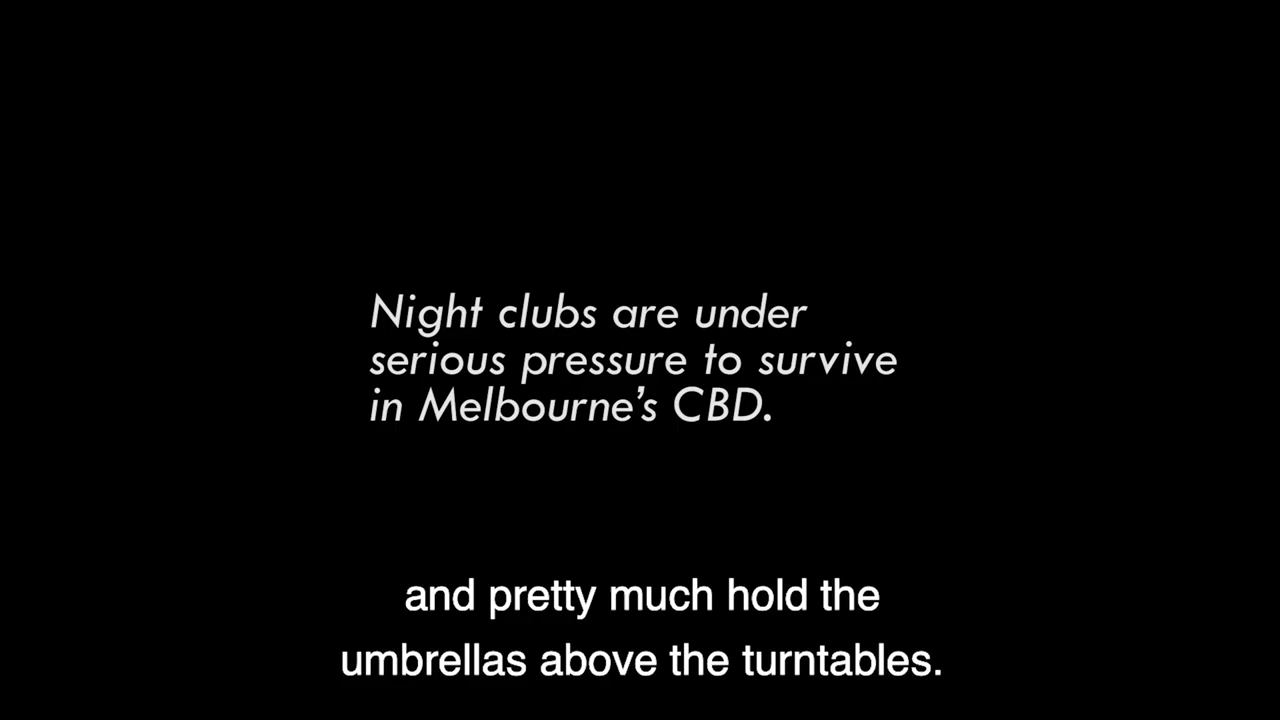 Night clubs are under
serious pressure to survive
in Melbourne’s CBD.
and pretty much hold the
umbrellas above the turntables.